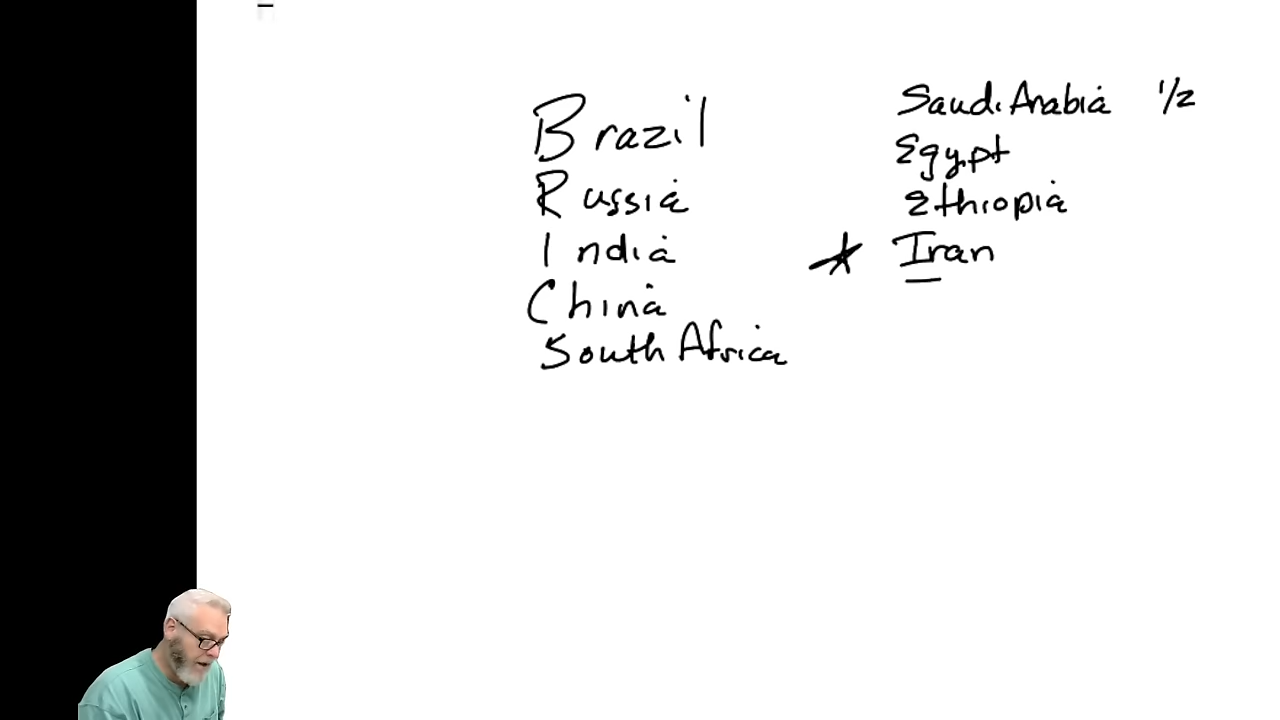 Brazil
Russia
India
China
South Africa
Saudi Arabia 1/2
Egypt
Ethiopia
Iran